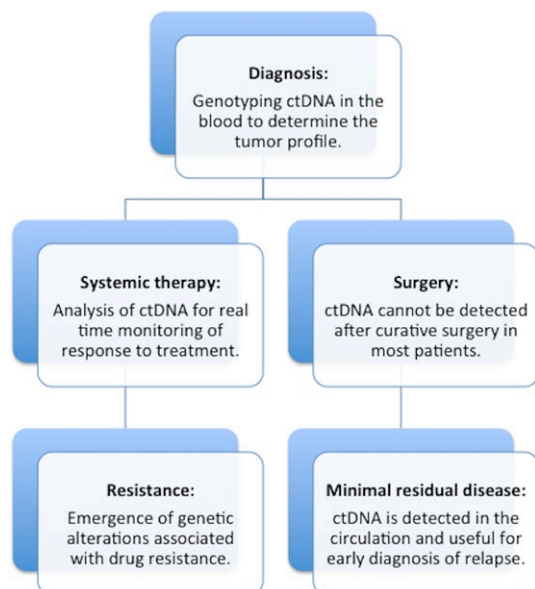 Diagnosis:
Genotyping ctDNA in the
blood to determine the
tumor profile.
Systemic therapy:
Analysis of ctDNA for real
time monitoring of
response to treatment.
Surgery:
ctDNA cannot be detected
after curative surgery in
most patients.
Resistance:
Emergence of genetic
alterations associated
with drug resistance.
Minimal residual disease:
ctDNA is detected in the
circulation and useful for
early diagnosis of relapse.